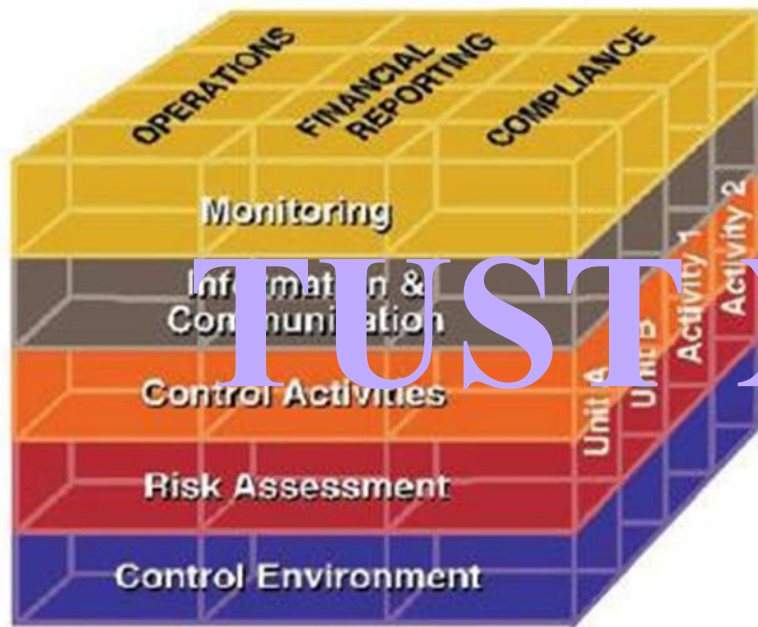 OPERATIONS
FINANCIAL
REPORTING
COMPLIANCE
Monitoring
Information &
Communication
Control Activities
Risk Assessment
Control Environment
Unit A
Unit B
Activity 1
Activity 2
TUST